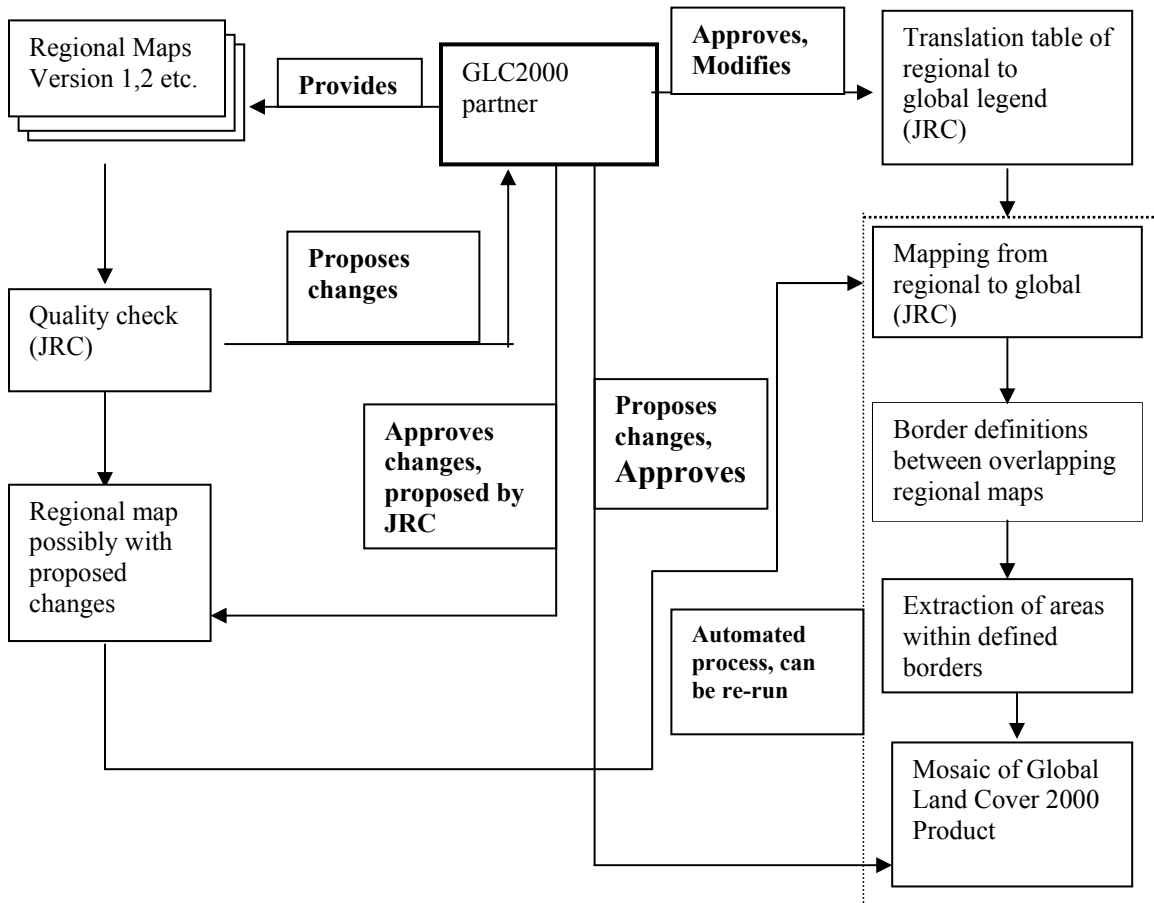 Regional Maps
Version 1,2 etc.
Provides
GLC2000
partner
Approves,
Modifies
Translation table of
regional to
global legend
(JRC)
Proposes
changes
Quality check
(JRC)
Mapping from
regional to global
(JRC)
Approves
changes,
proposed by
JRC
Proposes
changes,
Approves
Border definitions
between overlapping
regional maps
Regional map
possibly with
proposed
changes
Automated
process, can
be re-run
Extraction of areas
within defined
borders
Mosaic of Global
Land Cover 2000
Product